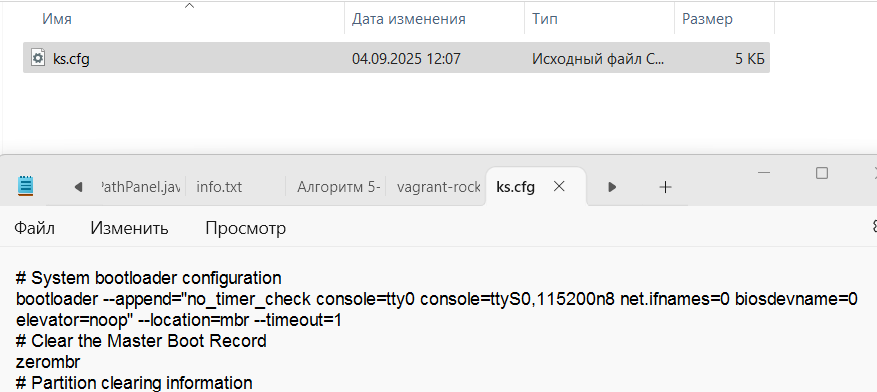 Имя Дата изменения Тип Размер
ks.cfg 04.09.2025 12:07 Исходный файл C... 5 КБ
PathPanel.jav info.txt Алгоритм 5- vagrant-rock ks.cfg
Файл Изменить Просмотр
# System bootloader configuration
bootloader --append="no_timer_check console=tty0 console=ttyS0,115200n8 net.ifnames=0 biosdevname=0
elevator=noop" --location=mbr --timeout=1
# Clear the Master Boot Record
zerombr
# Partition clearing information